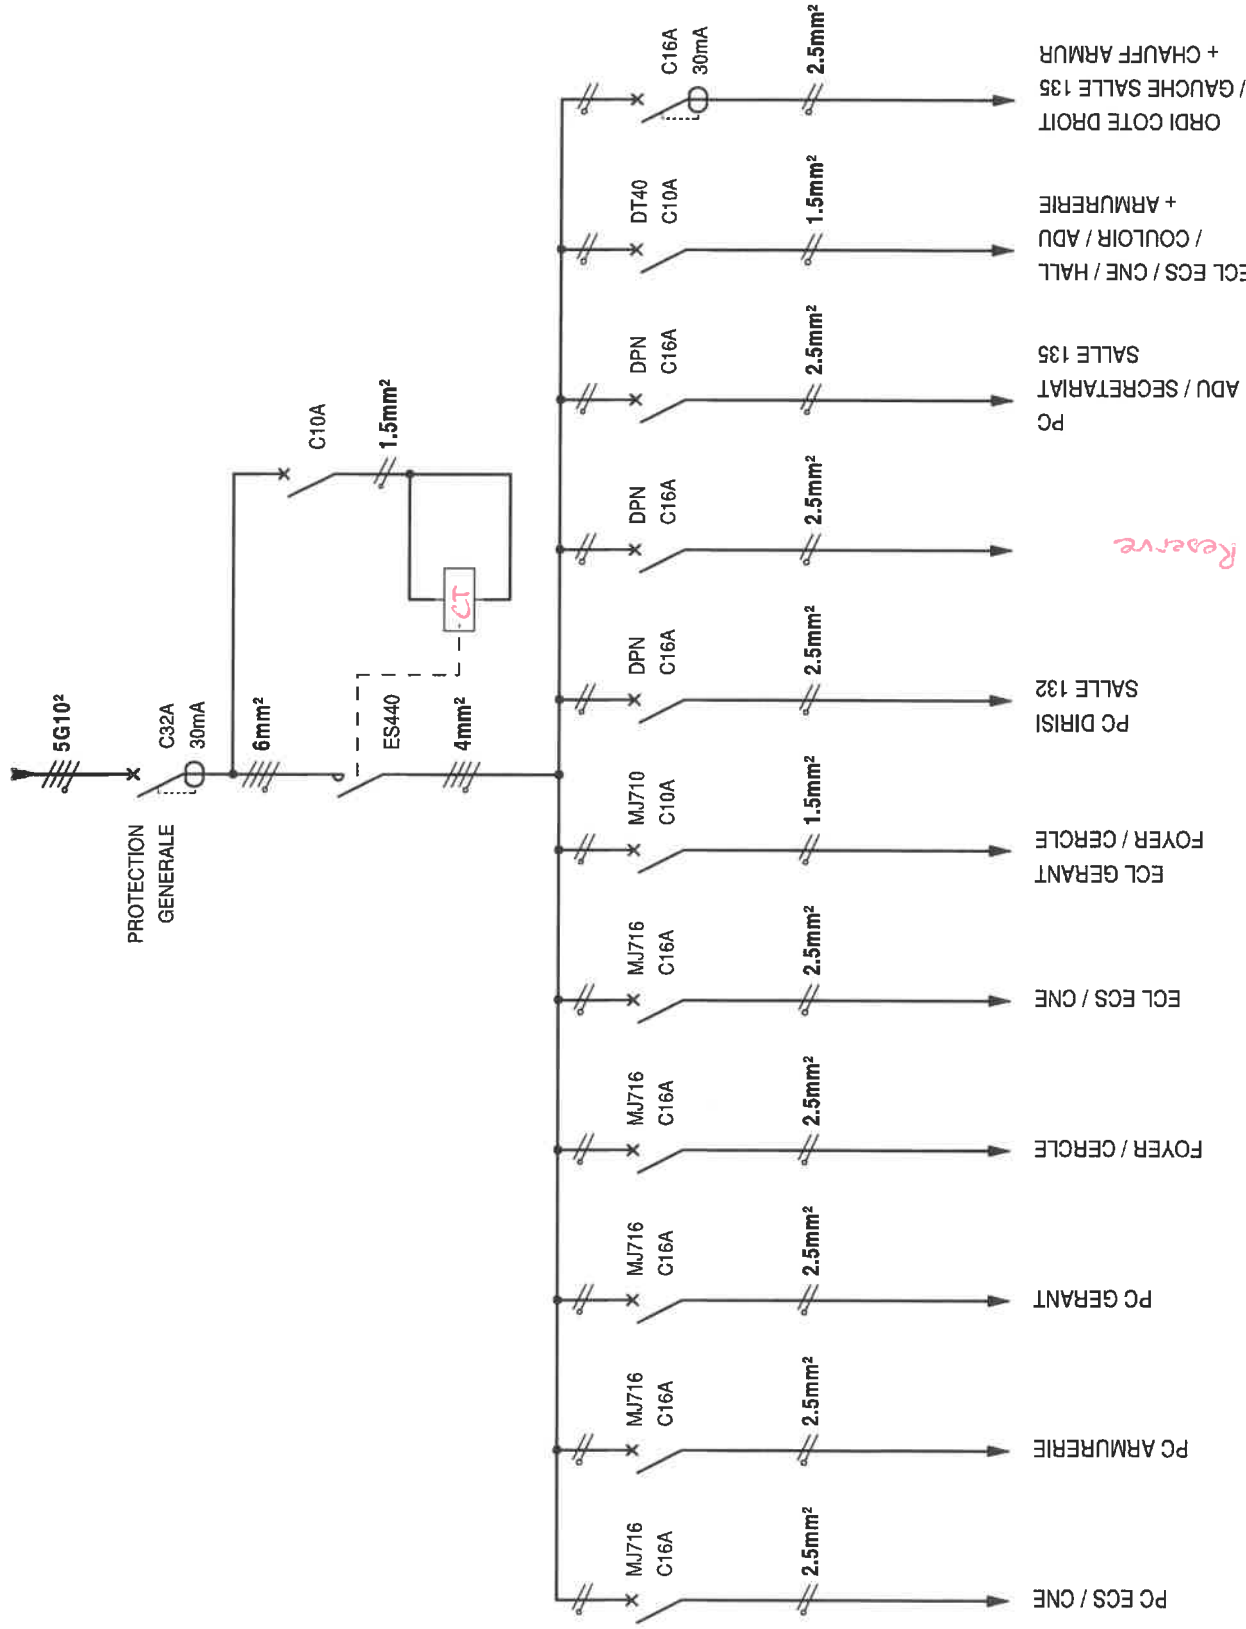 5G10²
PROTECTION
GENERALE
C32A
30mA
6mm²
C10A
1.5mm²
CT
ES440
4mm²
MJ716
C16A
2.5mm²
PC ECS / CNE
MJ716
C16A
2.5mm²
PC ARMURERIE
MJ716
C16A
2.5mm²
PC GERANT
MJ716
C16A
2.5mm²
FOYER / CERCLE
MJ716
C16A
2.5mm²
ECL ECS / CNE
MJ710
C10A
1.5mm²
ECL GERANT
FOYER / CERCLE
DPN
C16A
2.5mm²
PC DIRISI
SALLE 132
DPN
C16A
2.5mm²
Reserve
DPN
C16A
2.5mm²
PC
ADU / SECRETARIAT
SALLE 135
DT40
C10A
1.5mm²
ECL ECS / CNE / HALL
/ COULOIR / ADU
+ ARMURERIE
C16A
30mA
2.5mm²
ORDI COTE DROIT
/ GAUCHE SALLE 135
+ CHAUFF ARMUR